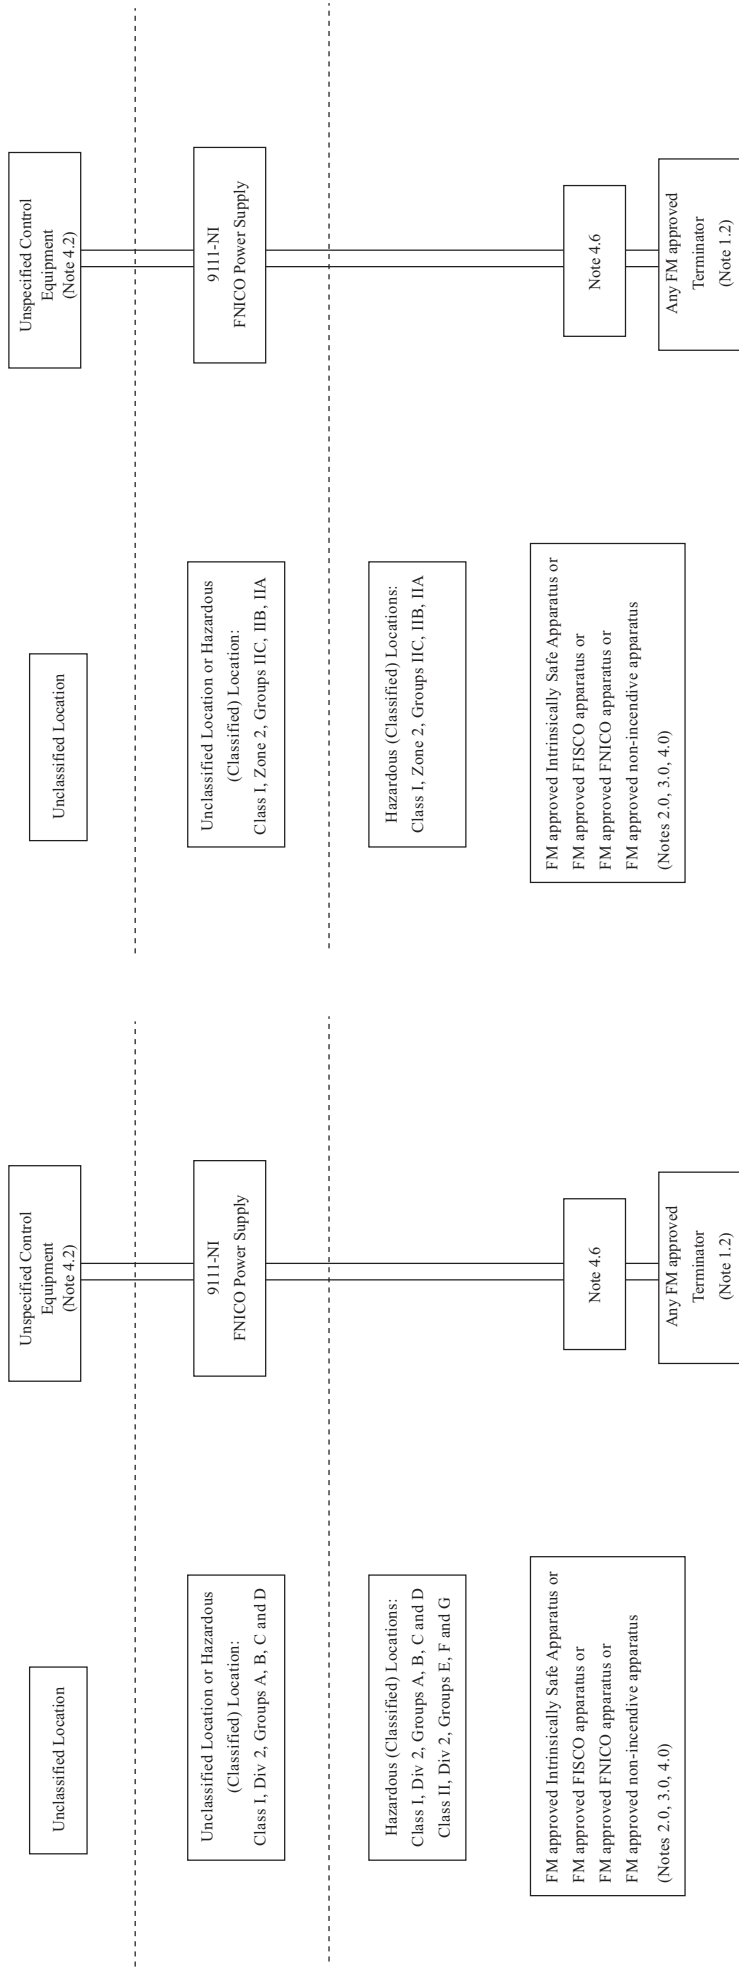 Unclassified Location
Unspecified Control
Equipment
(Note 4.2)
Unclassified Location or Hazardous
(Classified) Location:
Class I, Div 2, Groups A, B, C and D
9111-NI
FNICO Power Supply
Hazardous (Classified) Locations:
Class I, Div 2, Groups A, B, C and D
Class II, Div 2, Groups E, F and G
FM approved Intrinsically Safe Apparatus or
FM approved FISCO apparatus or
FM approved FNICO apparatus or
FM approved non-incendive apparatus
(Notes 2.0, 3.0, 4.0)
Note 4.6
Any FM approved
Terminator
(Note 1.2)
Unclassified Location
Unspecified Control
Equipment
(Note 4.2)
Unclassified Location or Hazardous
(Classified) Location:
Class I, Zone 2, Groups IIC, IIB, IIA
9111-NI
FNICO Power Supply
Hazardous (Classified) Locations:
Class I, Zone 2, Groups IIC, IIB, IIA
FM approved Intrinsically Safe Apparatus or
FM approved FISCO apparatus or
FM approved FNICO apparatus or
FM approved non-incendive apparatus
(Notes 2.0, 3.0, 4.0)
Note 4.6
Any FM approved
Terminator
(Note 1.2)